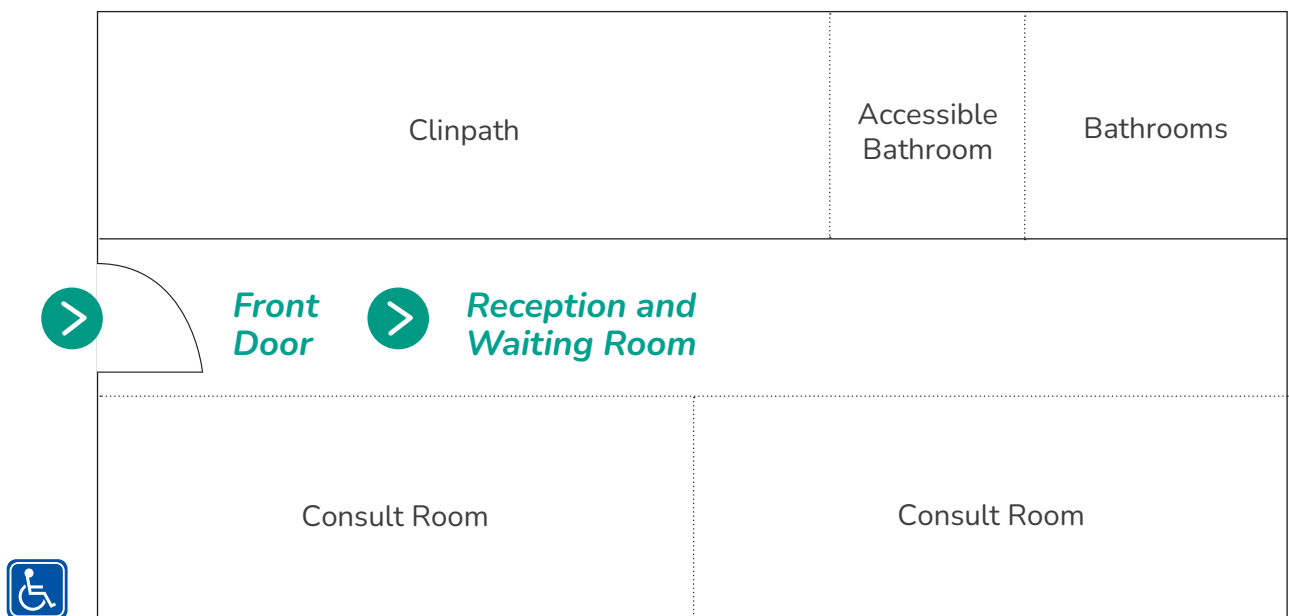 Clinpath
Accessible
Bathroom
Bathrooms
Front
Door
Reception and
Waiting Room
Consult Room
Consult Room